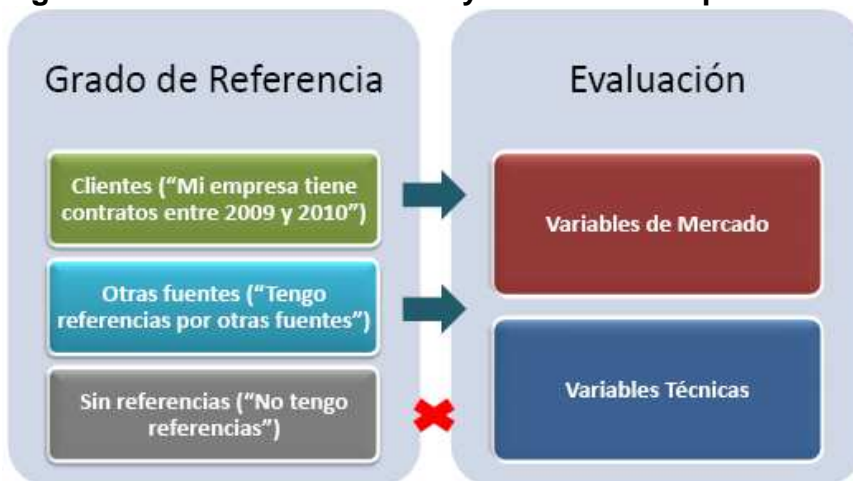 Grado de Referencia
Clientes (“Mi empresa tiene
contratos entre 2009 y 2010”)
Otras fuentes (“Tengo
referencias por otras fuentes”)
Sin referencias (“No tengo
referencias”)
Evaluación
Variables de Mercado
Variables Técnicas